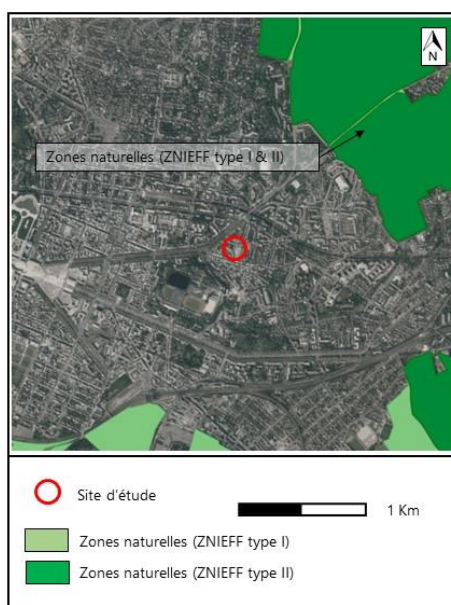 N
Zones naturelles (ZNIEFF type I & II)
Site d'étude
1 Km
Zones naturelles (ZNIEFF type I)
Zones naturelles (ZNIEFF type II)